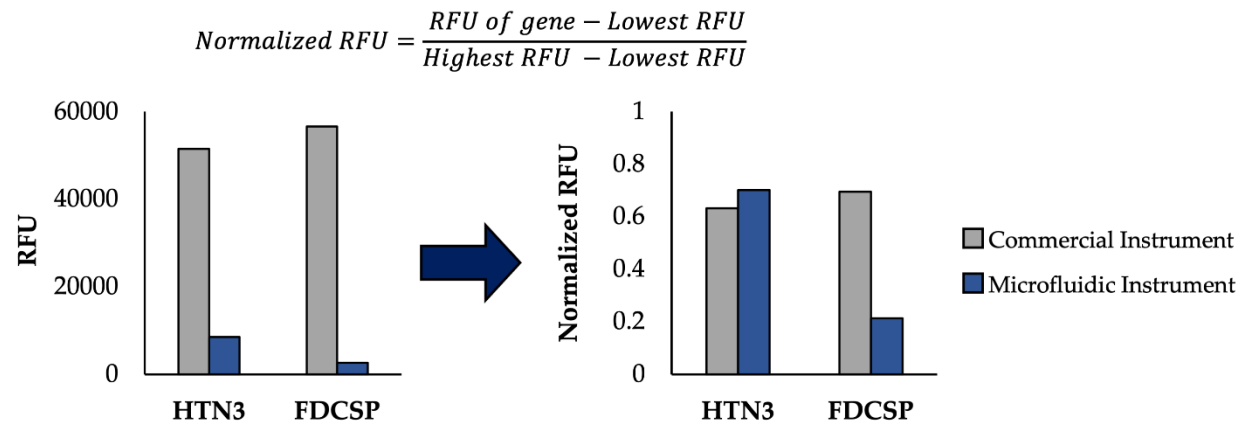 Normalized RFU = RFU of gene − Lowest RFU
Highest RFU − Lowest RFU
RFU
60000
40000
20000
0
HTN3 FDCSP
Normalized RFU
1
0.8
0.6
0.4
0.2
0
HTN3 FDCSP
Commercial Instrument
Microfluidic Instrument